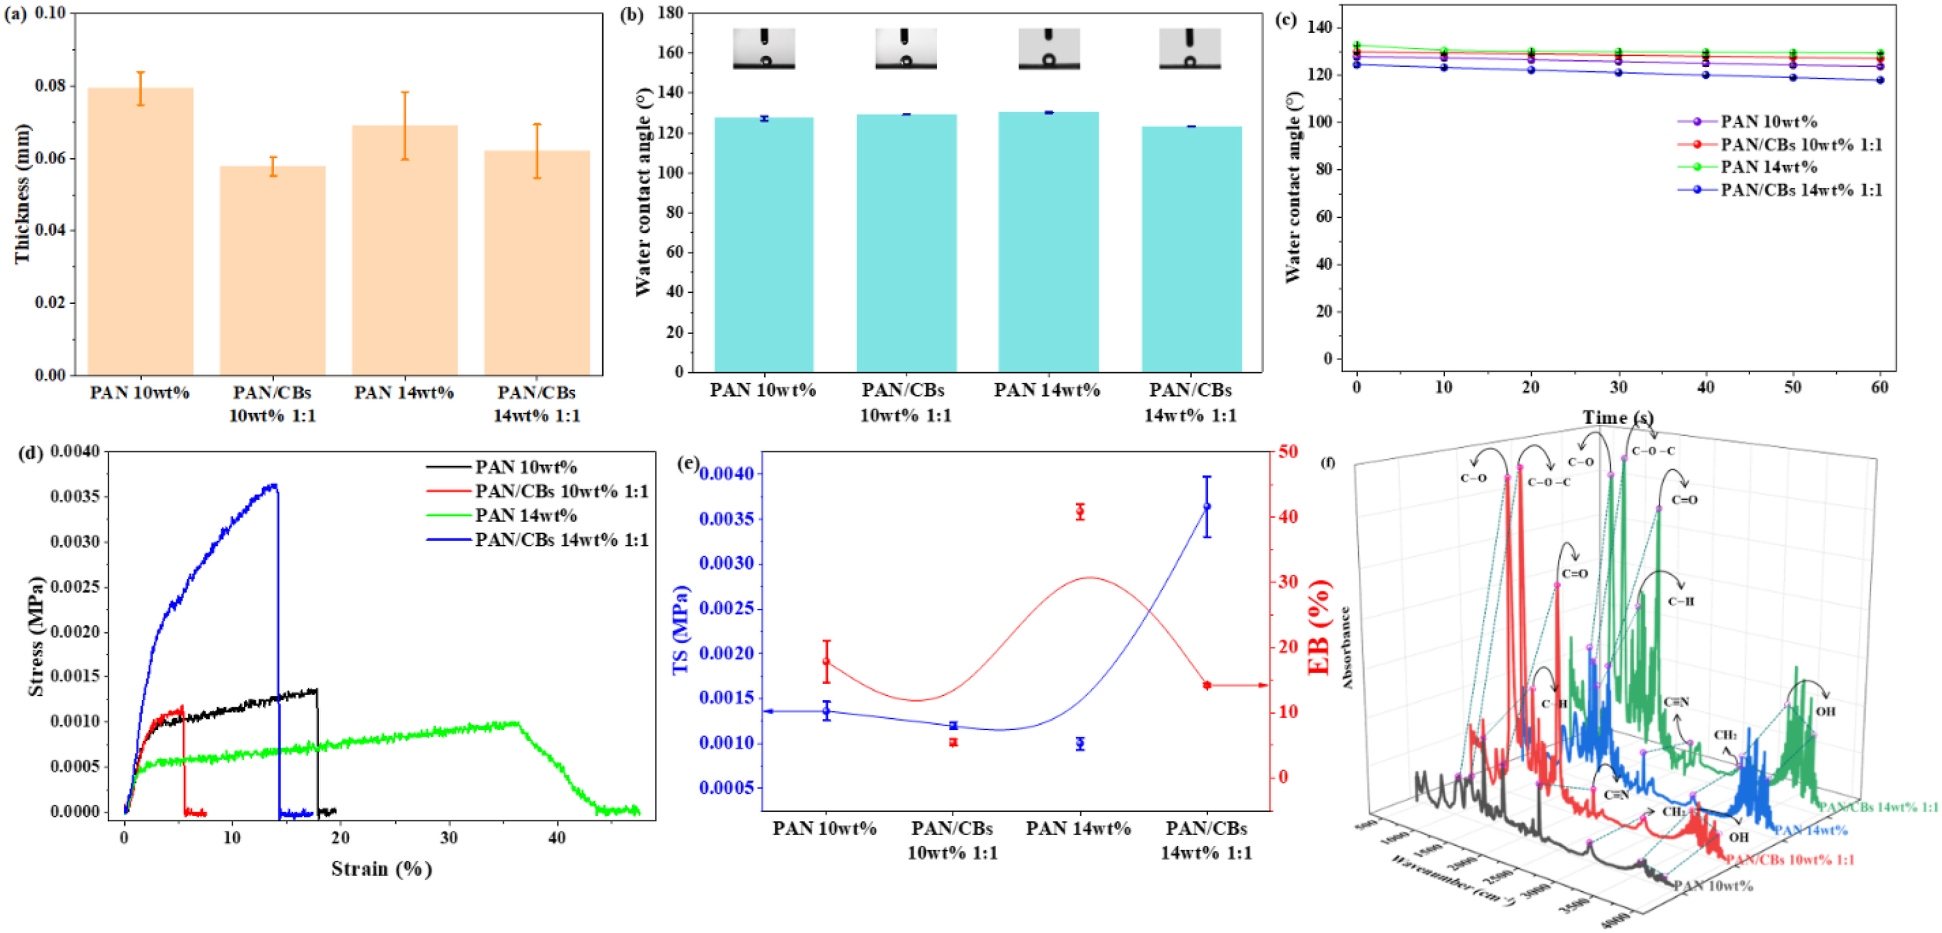 (a)
0.10
0.08
0.06
0.04
0.02
0.00
Thickness (mm)
PAN 10wt%
PAN/CBs
10wt% 1:1
PAN 14wt%
PAN/CBs
14wt% 1:1
(b)
180
160
140
120
100
80
60
40
20
0
Water contact angle (°)
PAN 10wt%
PAN/CBs
10wt% 1:1
PAN 14wt%
PAN/CBs
14wt% 1:1
(c)
140
120
100
80
60
40
20
0
Water contact angle (°)
PAN 10wt%
PAN/CBs 10wt% 1:1
PAN 14wt%
PAN/CBs 14wt% 1:1
0 10 20 30 40 50 60
Time (s)
(d)
0.0040
0.0035
0.0030
0.0025
0.0020
0.0015
0.0010
0.0005
0.0000
Stress (MPa)
PAN 10wt%
PAN/CBs 10wt% 1:1
PAN 14wt%
PAN/CBs 14wt% 1:1
0 10 20 30 40
Strain (%)
(e)
0.0040
0.0035
0.0030
0.0025
0.0020
0.0015
0.0010
0.0005
TS (MPa)
50
40
30
20
10
0
EB (%)
PAN 10wt%
PAN/CBs
10wt% 1:1
PAN 14wt%
PAN/CBs
14wt% 1:1
(f)
Absorbance
C−O
C−O−C
C=O
C−H
C≡N
CH₂
OH
C−O
C−O−C
C=O
C−H
C≡N
CH₂
OH
PAN/CBs 14wt% 1:1
PAN 14wt%
PAN/CBs 10wt% 1:1
PAN 10wt%
500 1000 1500 2000 2500 3000 3500 4000
Wavenumber (cm⁻¹)